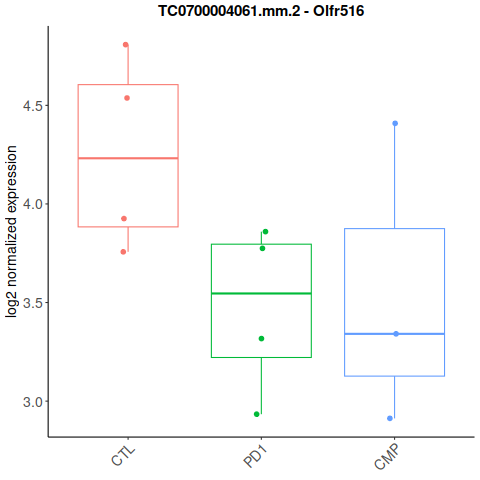 TC0700004061.mm.2 - Olfr516
log2 normalized expression
4.5
4.0
3.5
3.0
CTL
PD1
CMP